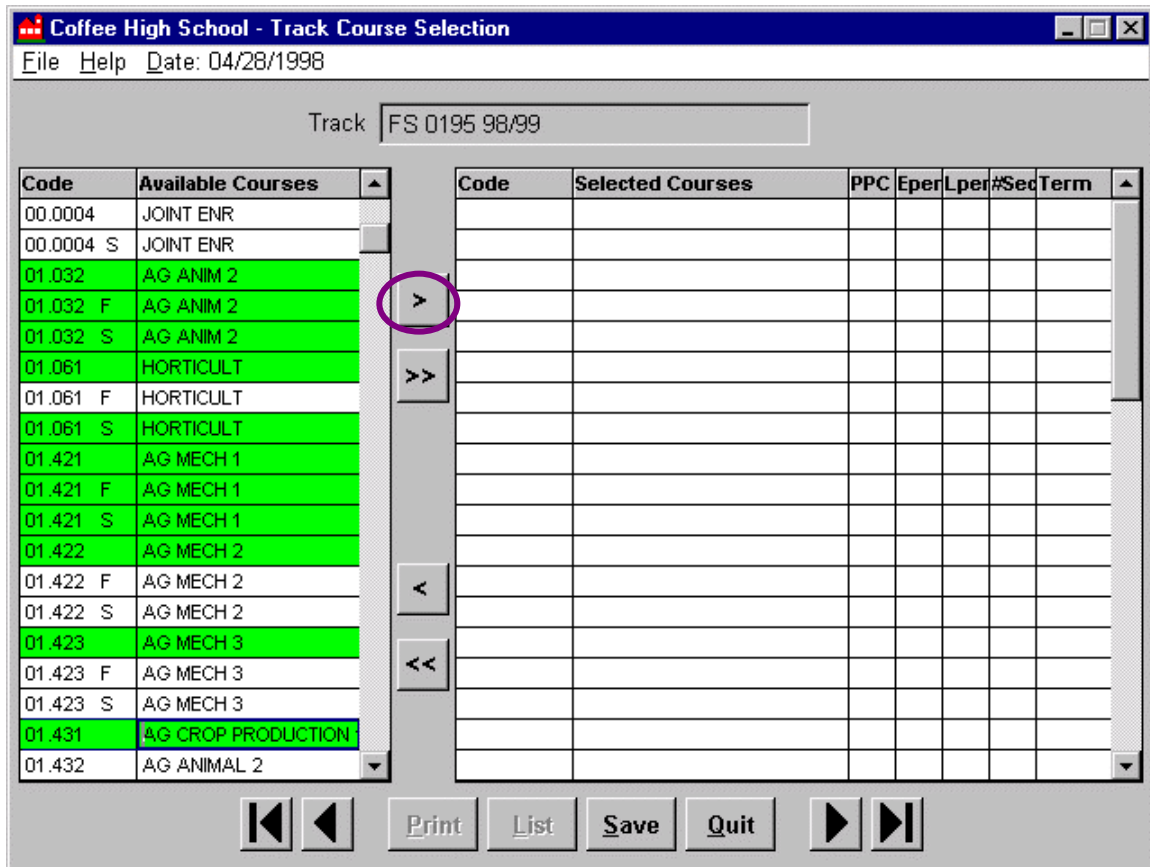 Coffee High School - Track Course Selection
File Help Date: 04/28/1998
Track FS 0195 98/99
Code Available Courses Code Selected Courses PPC Eper Lper #Sec Term
00.0004 JOINT ENR
00.0004 S JOINT ENR
01.032 AG ANIM 2
01.032 F AG ANIM 2
>
01.032 S AG ANIM 2
01.061 HORTICULT
>>
01.061 F HORTICULT
01.061 S HORTICULT
01.421 AG MECH 1
01.421 F AG MECH 1
01.421 S AG MECH 1
01.422 AG MECH 2
01.422 F AG MECH 2
<
01.422 S AG MECH 2
01.423 AG MECH 3
01.423 F AG MECH 3
<<
01.423 S AG MECH 3
01.431 AG CROP PRODUCTION
01.432 AG ANIMAL 2
Print List Save Quit